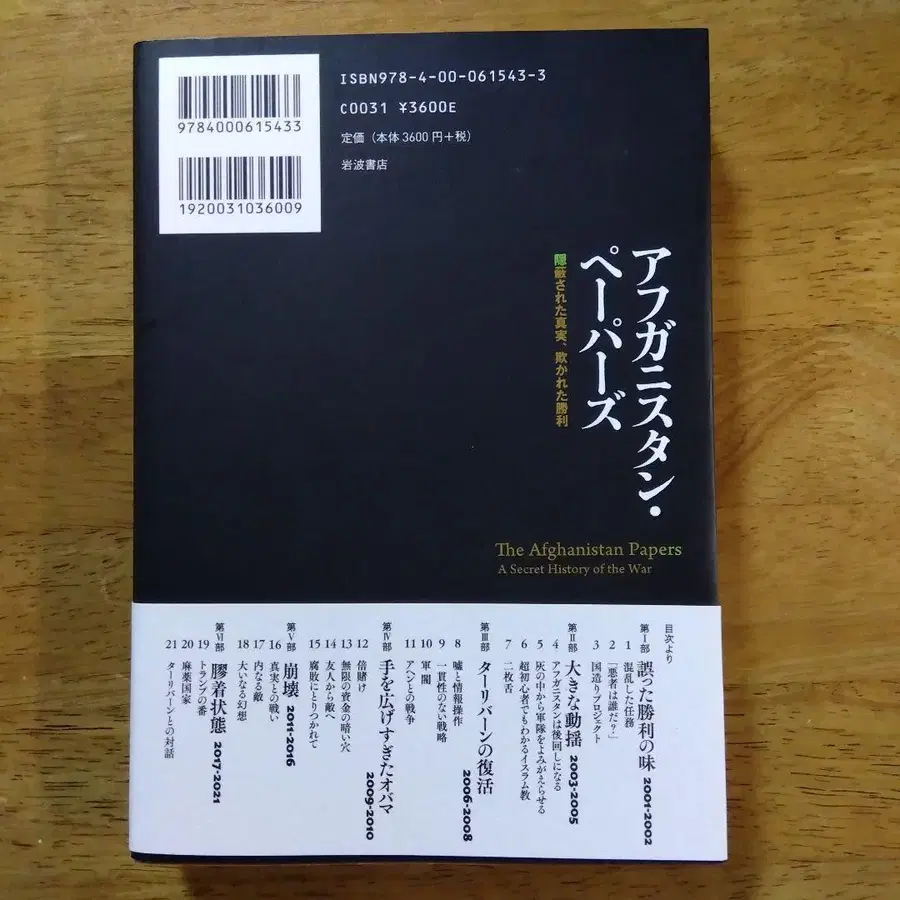 9784000615433
1920031036009
ISBN978-4-00-061543-3
C0031 ¥3600E
定価（本体3600円＋税）
岩波書店
アフガニスタン・
ペーパーズ
隠蔽された真実、欺かれた勝利
The Afghanistan Papers
A Secret History of the War
目次より
第Ⅰ部 誤った勝利の味 2001-2002
1 混乱した任務
2 「悪者は誰だ？」
3 国造りプロジェクト
第Ⅱ部 大きな動揺 2003-2005
4 アフガニスタンは後回しになる
5 灰の中から軍隊をよみがえらせる
6 超初心者でもわかるイスラム教
7 二枚舌
第Ⅲ部 ターリバーンの復活 2006-2008
8 嘘と情報操作
9 一貫性のない戦略
10 軍閥
11 アヘンとの戦争
第Ⅳ部 手を広げすぎたオバマ 2009-2010
12 倍賭け
13 無限の資金の暗い穴
14 友人から敵へ
15 腐敗にとりつかれて
第Ⅴ部 崩壊 2011-2016
16 真実との戦い
17 内なる敵
18 大いなる幻想
第Ⅵ部 膠着状態 2017-2021
19 トランプの番
20 麻薬国家
21 ターリバーンとの対話